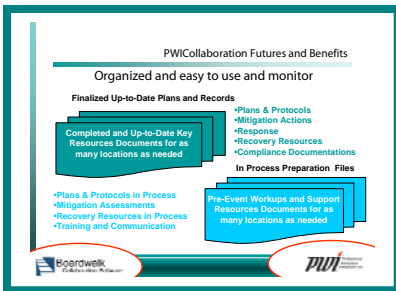 PWICollaboration Futures and Benefits
Organized and easy to use and monitor
Finalized Up-to-Date Plans and Records
Completed and Up-to-Date Key
Resources Documents for as
many locations as needed
•Plans & Protocols
•Mitigation Actions
•Response
•Recovery Resources
•Compliance Documentations
In Process Preparation Files
•Plans & Protocols in Process
•Mitigation Assessments
•Recovery Resources in Process
•Training and Communication
Pre-Event Workups and Support
Resources Documents for as
many locations as needed
Boardwalk
Collaboration Software
PWI